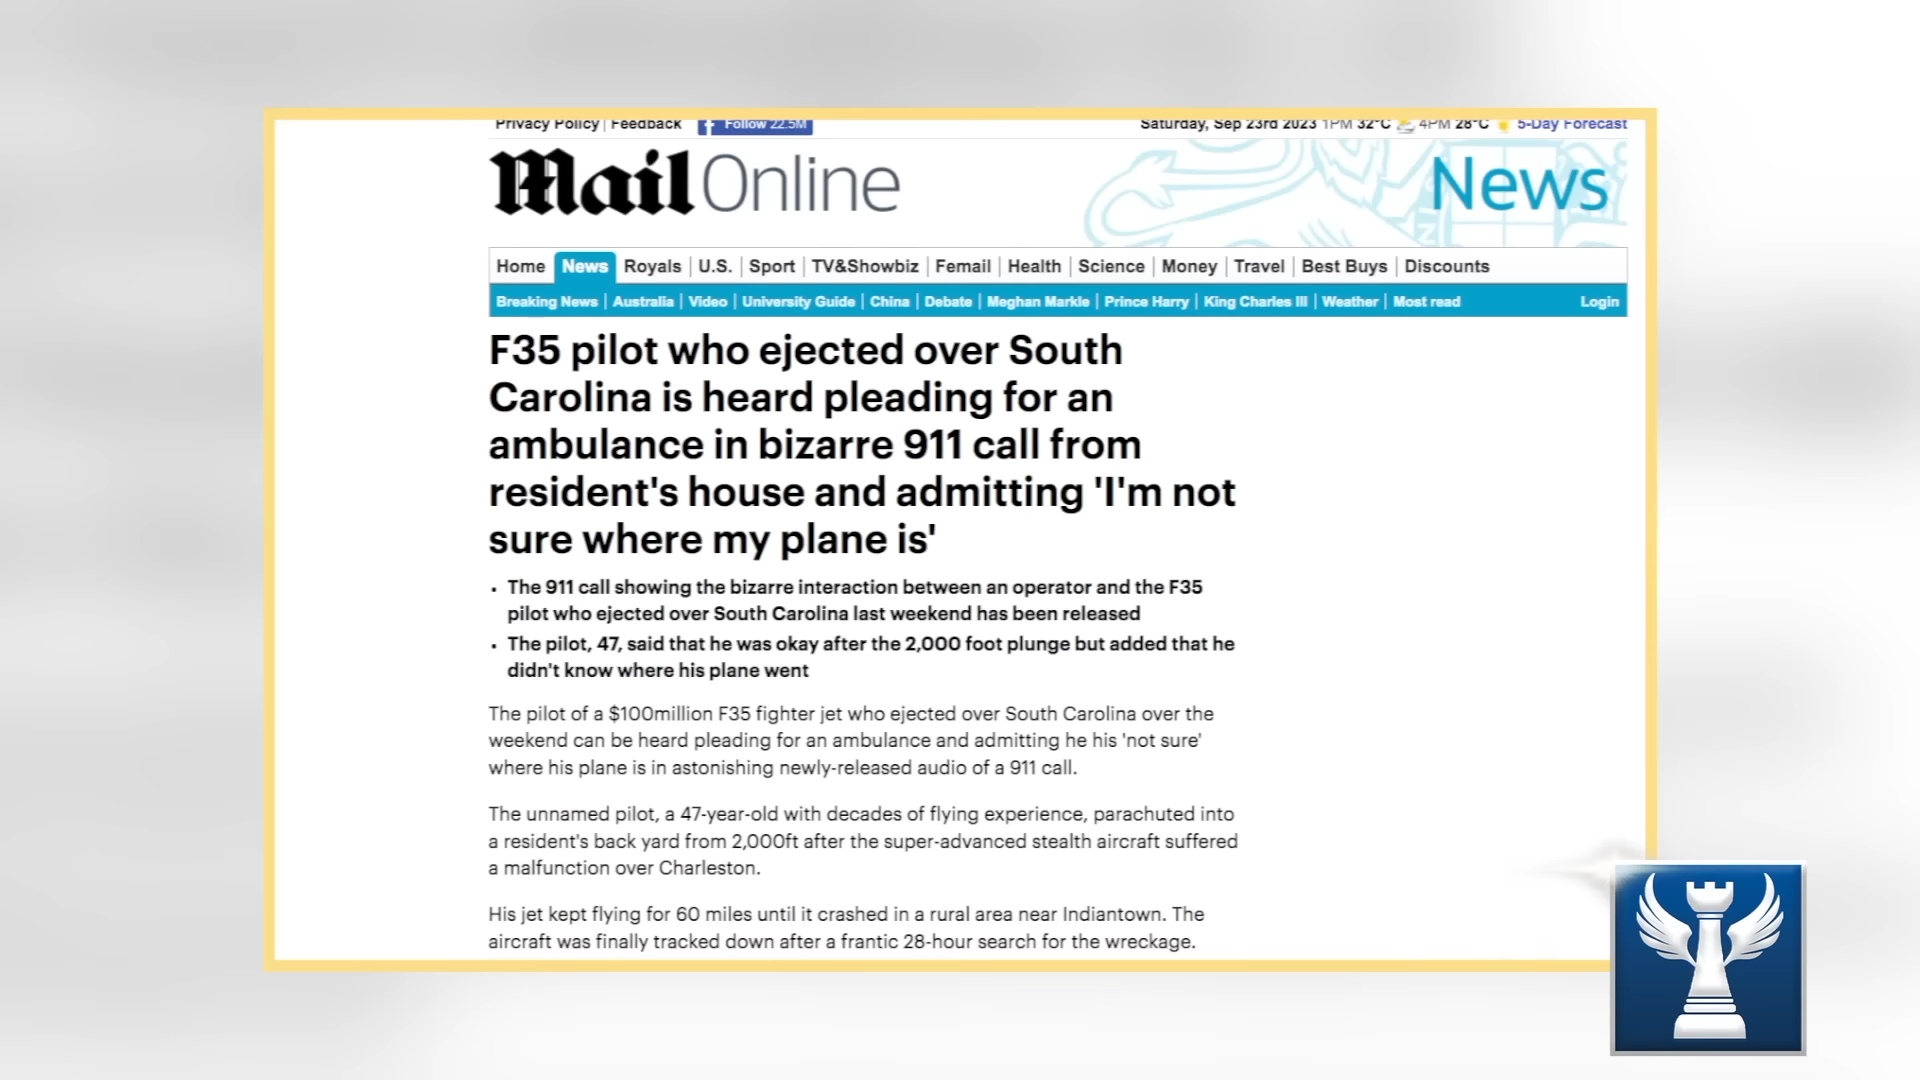 Privacy Policy | Feedback Follow 22.5M Saturday, Sep 23rd 2023 1PM 32°C 4PM 28°C 5-Day Forecast
Mail Online News
Home News Royals U.S. Sport TV&Showbiz Femail Health Science Money Travel Best Buys Discounts
Breaking News Australia Video University Guide China Debate Meghan Markle Prince Harry King Charles III Weather Most read Login
F35 pilot who ejected over South
Carolina is heard pleading for an
ambulance in bizarre 911 call from
resident's house and admitting 'I'm not
sure where my plane is'
• The 911 call showing the bizarre interaction between an operator and the F35
pilot who ejected over South Carolina last weekend has been released
• The pilot, 47, said that he was okay after the 2,000 foot plunge but added that he
didn't know where his plane went
The pilot of a $100million F35 fighter jet who ejected over South Carolina over the
weekend can be heard pleading for an ambulance and admitting he his 'not sure'
where his plane is in astonishing newly-released audio of a 911 call.
The unnamed pilot, a 47-year-old with decades of flying experience, parachuted into
a resident's back yard from 2,000ft after the super-advanced stealth aircraft suffered
a malfunction over Charleston.
His jet kept flying for 60 miles until it crashed in a rural area near Indiantown. The
aircraft was finally tracked down after a frantic 28-hour search for the wreckage.